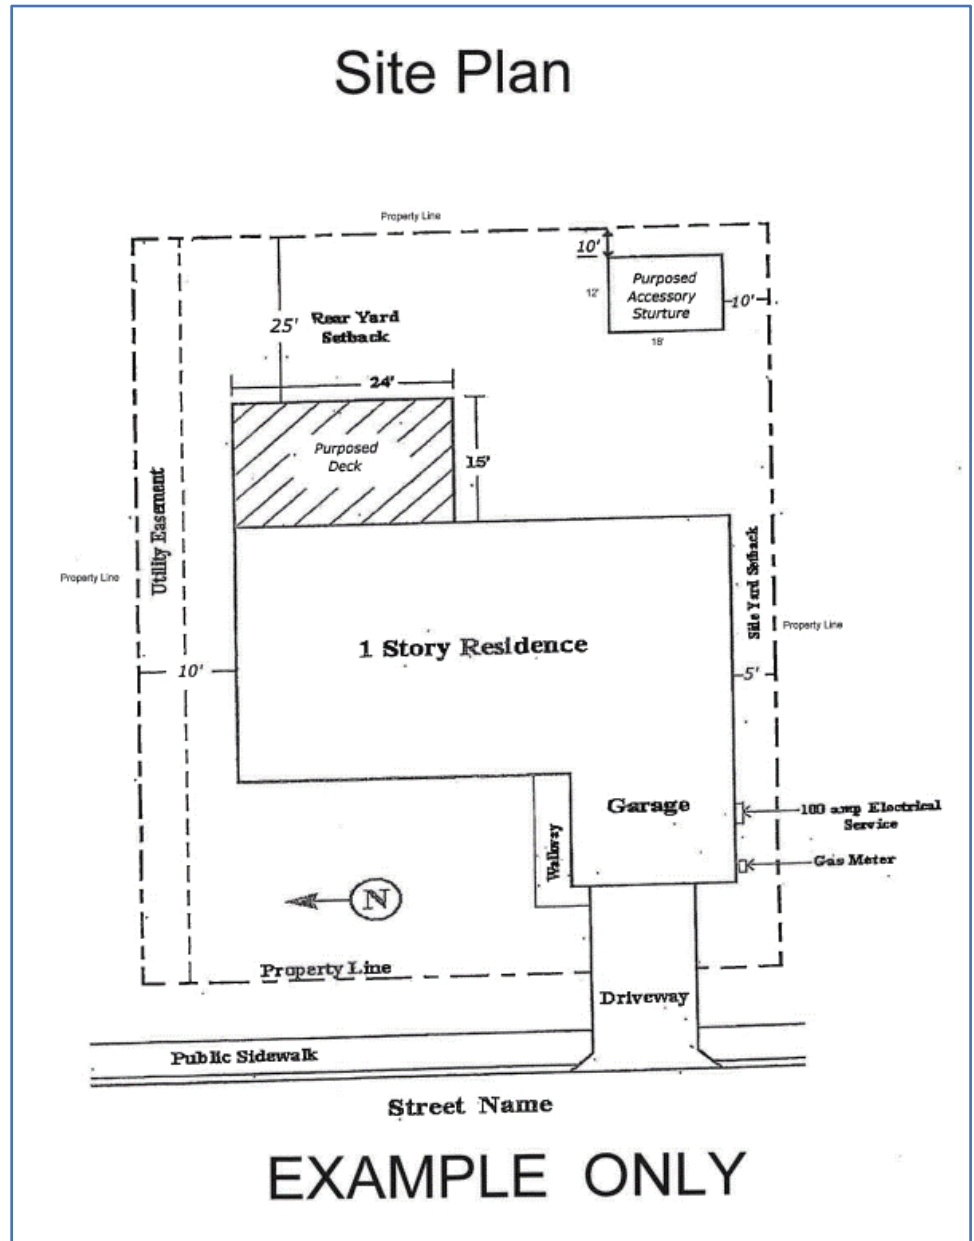 Site Plan
Property Line
10'
Purposed
Accessory
Sturture
12'
10'
18'
25'
Rear Yard
Setback
24'
Purposed
Deck
15'
Utility Easement
Property Line
Side Yard Setback
Property Line
1 Story Residence
10'
5'
Garage
100 amp Electrical
Service
Walkway
Gas Meter
N
Property Line
Driveway
Public Sidewalk
Street Name
EXAMPLE ONLY